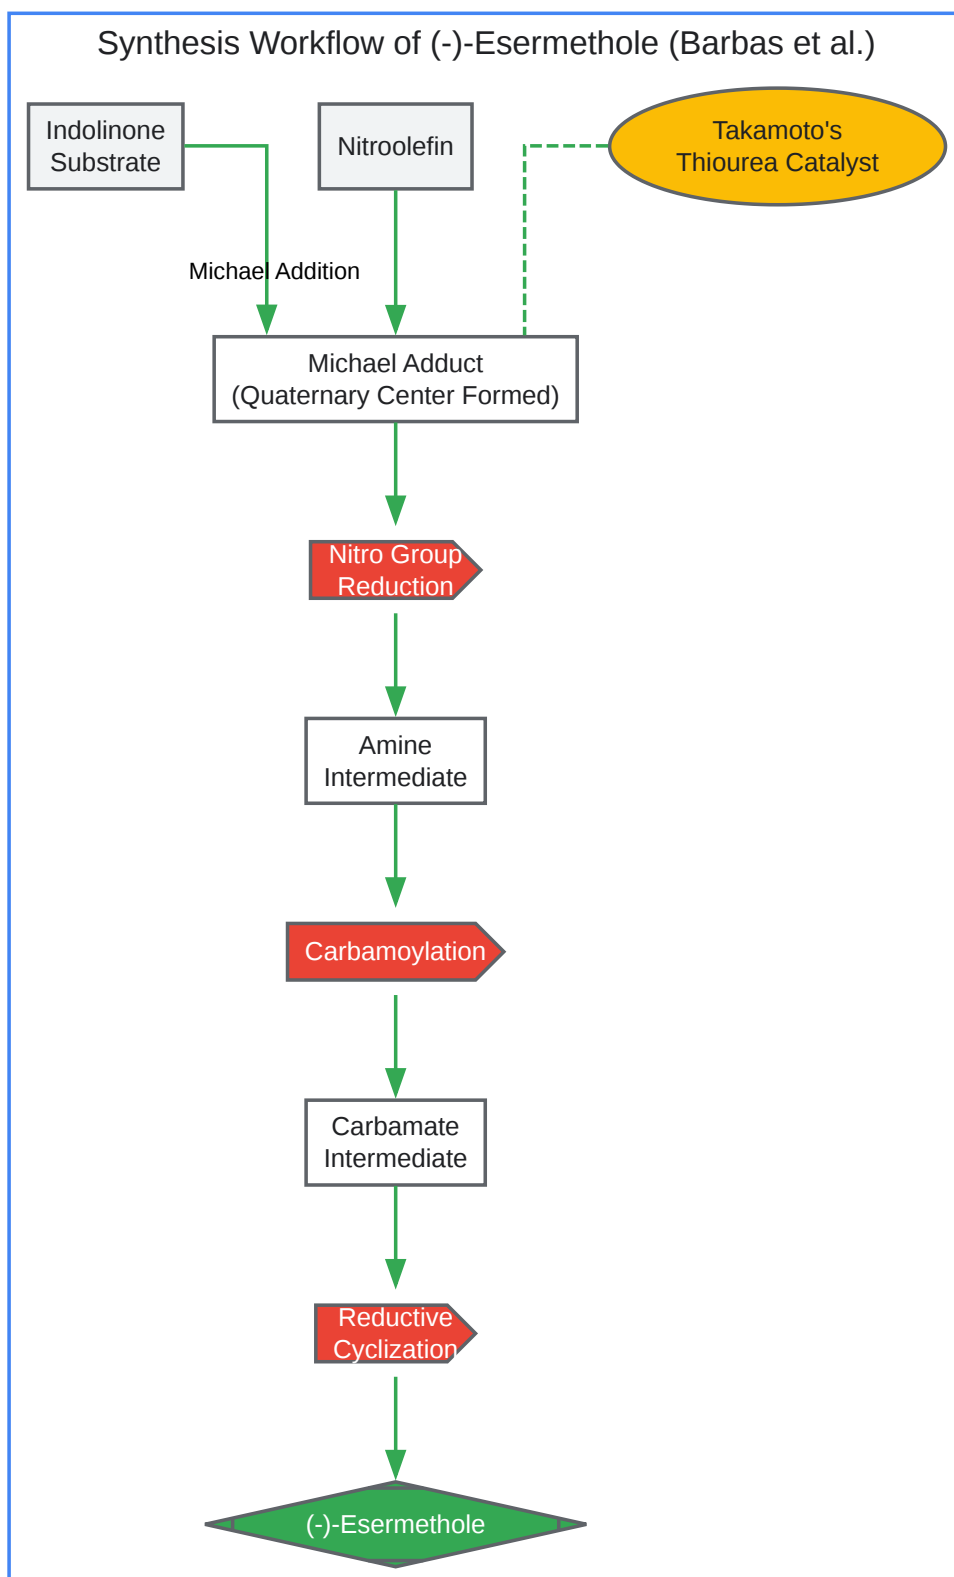 Synthesis Workflow of (-)-Esermethole (Barbas et al.)
Indolinone
Substrate
Nitroolefin
Takamoto's
Thiourea Catalyst
Michael Addition
Michael Adduct
(Quaternary Center Formed)
Nitro Group
Reduction
Amine
Intermediate
Carbamoylation
Carbamate
Intermediate
Reductive
Cyclization
(-)-Esermethole